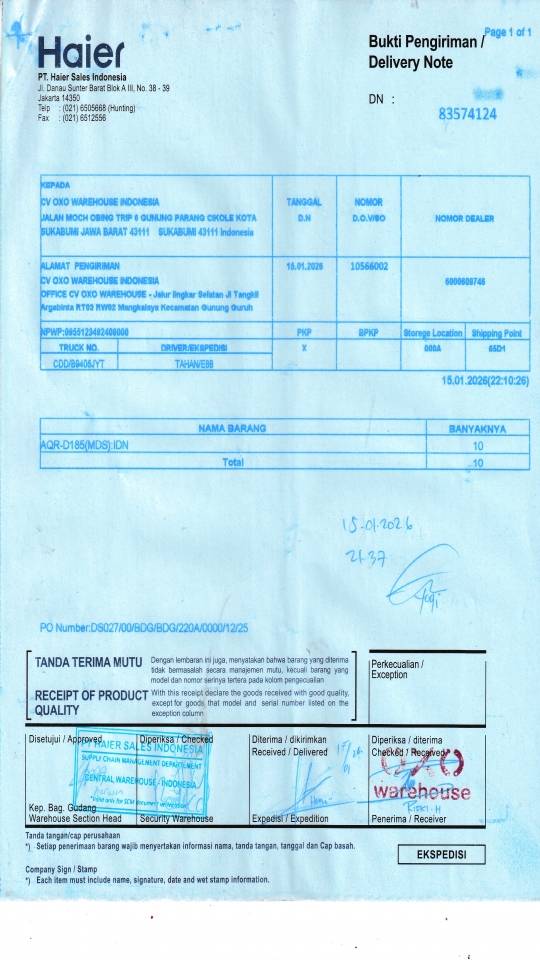 Page 1 of 1
Haier
Bukti Pengiriman /
Delivery Note
PT. Haier Sales Indonesia
Jl. Danau Sunter Barat Blok A III, No. 38 - 39
Jakarta 14350
Telp : (021) 6505668 (Hunting)
Fax : (021) 6512556
DN :
83574124
KEPADA
CV OXO WAREHOUSE INDONESIA
JALAN MOCH OBING TRIP 6 GUNUNG PARANG CIKOLE KOTA
SUKABUMI JAWA BARAT 43111 SUKABUMI 43111 Indonesia
TANGGAL
D.N
NOMOR
D.O.V/SO
NOMOR DEALER
ALAMAT PENGIRIMAN
CV OXO WAREHOUSE INDONESIA
OFFICE CV OXO WAREHOUSE - Jalur lingkar Selatan Jl Tangkil
Argabinta RT03 RW02 Mangkalaya Kecamatan Gunung Guruh
15.01.2026
10566002
6000608746
PKP
BPKP
Storege Location
Shipping Point
TRUCK NO.
DRIVER/EKSPEDISI
X
000A
65D1
TAHAN/E88
15.01.2026(22:10:26)
NAMA BARANG
BANYAKNYA
AQR-D185(MDS):IDN
10
Total
10
15-01-2026
21.37
PO Number:DS027/00/BDG/BDG/220A/0000/12/25
TANDA TERIMA MUTU
Dengan lembaran ini juga, menyatakan bahwa barang yang diterima
tidak bermasalah secara manajemen mutu, kecuali barang yang
model dan nomor serinya tertera pada kolom pengecualian
RECEIPT OF PRODUCT
QUALITY
With this receipt declare the goods received with good quality,
except for goods that model and serial number listed on the
exception column
Perkecualian /
Exception
Disetujui / Approved
Diperiksa / Checked
Diterima / dikirimkan
Received / Delivered
Diperiksa / diterima
Checked / Received
PT HAIER SALES INDONESIA
SUPPLY CHAIN MANAGEMENT DEPARTEMENT
CENTRAL WAREHOUSE - INDONESIA
*Valid only for SCM document verification
OXO
warehouse
Rizki.H
Kep. Bag. Gudang
Warehouse Section Head
Security Warehouse
Expedisi / Expedition
Penerima / Receiver
Tanda tangan/cap perusahaan
*) Setiap penerimaan barang wajib menyertakan informasi nama, tanda tangan, tanggal dan Cap basah.
EKSPEDISI
Company Sign / Stamp
*) Each item must include name, signature, date and wet stamp information.